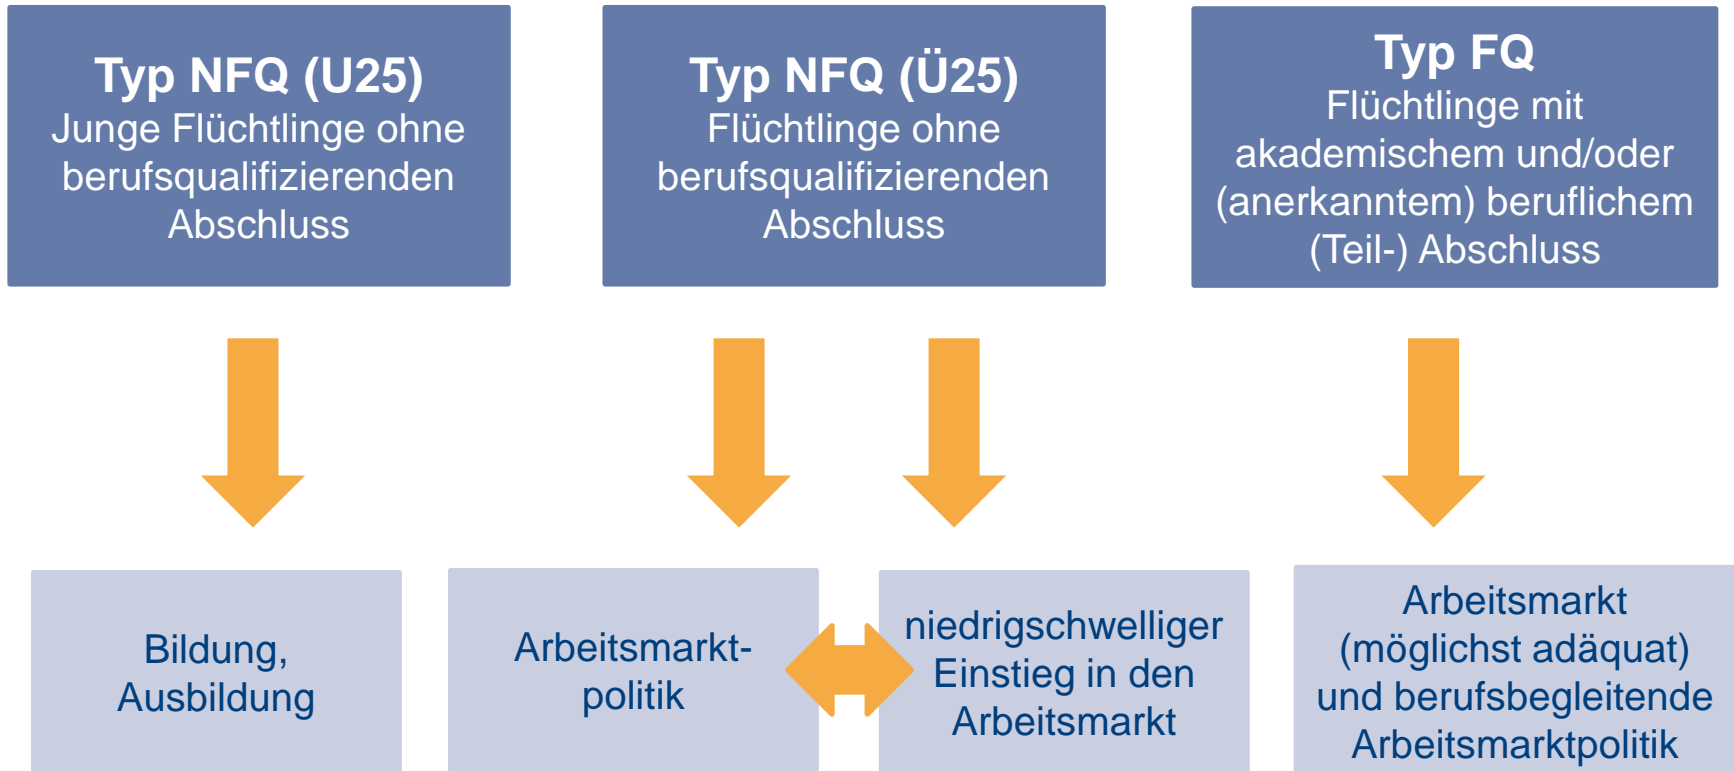 Typ NFQ (U25)
Junge Flüchtlinge ohne
berufsqualifizierenden
Abschluss
Typ NFQ (Ü25)
Flüchtlinge ohne
berufsqualifizierenden
Abschluss
Typ FQ
Flüchtlinge mit
akademischem und/oder
(anerkanntem) beruflichem
(Teil-) Abschluss
Bildung,
Ausbildung
Arbeitsmarkt-
politik
niedrigschwelliger
Einstieg in den
Arbeitsmarkt
Arbeitsmarkt
(möglichst adäquat)
und berufsbegleitende
Arbeitsmarktpolitik